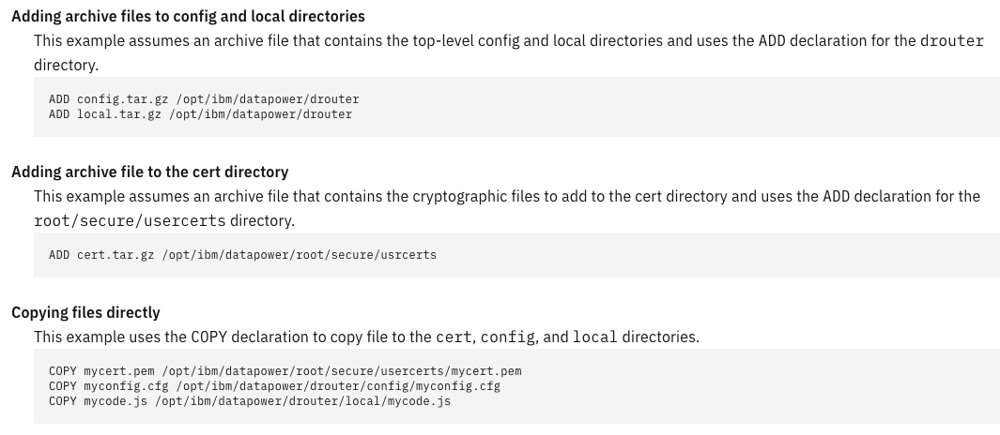 Adding archive files to config and local directories
This example assumes an archive file that contains the top-level config and local directories and uses the ADD declaration for the drouter
directory.
ADD config.tar.gz /opt/ibm/datapower/drouter
ADD local.tar.gz /opt/ibm/datapower/drouter
Adding archive file to the cert directory
This example assumes an archive file that contains the cryptographic files to add to the cert directory and uses the ADD declaration for the
root/secure/usercerts directory.
ADD cert.tar.gz /opt/ibm/datapower/root/secure/usrcerts
Copying files directly
This example uses the COPY declaration to copy file to the cert, config, and local directories.
COPY mycert.pem /opt/ibm/datapower/root/secure/usercerts/mycert.pem
COPY myconfig.cfg /opt/ibm/datapower/drouter/config/myconfig.cfg
COPY mycode.js /opt/ibm/datapower/drouter/local/mycode.js